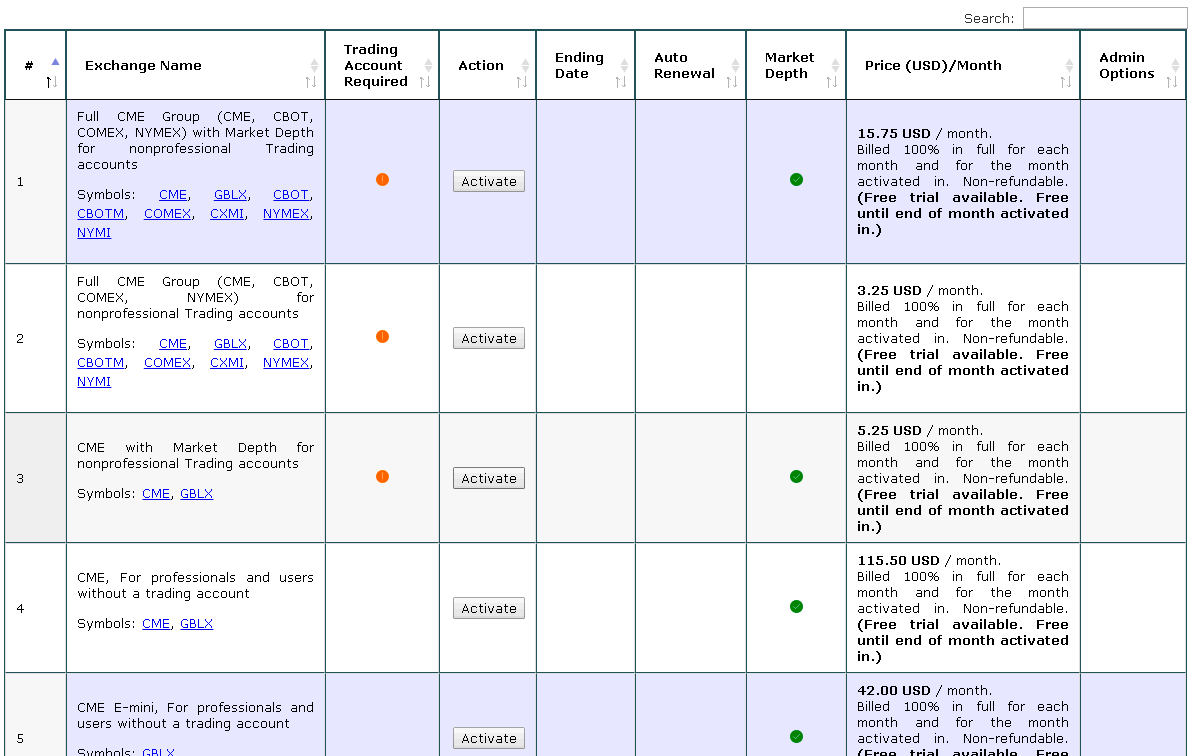 Search:
#
Exchange Name
Trading
Account
Required
Action
Ending
Date
Auto
Renewal
Market
Depth
Price (USD)/Month
Admin
Options
1
Full CME Group (CME, CBOT,
COMEX, NYMEX) with Market Depth
for nonprofessional Trading
accounts
Symbols: CME, GBLX, CBOT,
CBOTM, COMEX, CXMI, NYMEX,
NYMI
Activate
15.75 USD / month.
Billed 100% in full for each
month and for the month
activated in. Non-refundable.
(Free trial available. Free
until end of month activated
in.)
2
Full CME Group (CME, CBOT,
COMEX, NYMEX) for
nonprofessional Trading accounts
Symbols: CME, GBLX, CBOT,
CBOTM, COMEX, CXMI, NYMEX,
NYMI
Activate
3.25 USD / month.
Billed 100% in full for each
month and for the month
activated in. Non-refundable.
(Free trial available. Free
until end of month activated
in.)
3
CME with Market Depth for
nonprofessional Trading accounts
Symbols: CME, GBLX
Activate
5.25 USD / month.
Billed 100% in full for each
month and for the month
activated in. Non-refundable.
(Free trial available. Free
until end of month activated
in.)
4
CME, For professionals and users
without a trading account
Symbols: CME, GBLX
Activate
115.50 USD / month.
Billed 100% in full for each
month and for the month
activated in. Non-refundable.
(Free trial available. Free
until end of month activated
in.)
5
CME E-mini, For professionals and
users without a trading account
Symbols: GBLX
Activate
42.00 USD / month.
Billed 100% in full for each
month and for the month
activated in. Non-refundable.
(Free trial available. Free